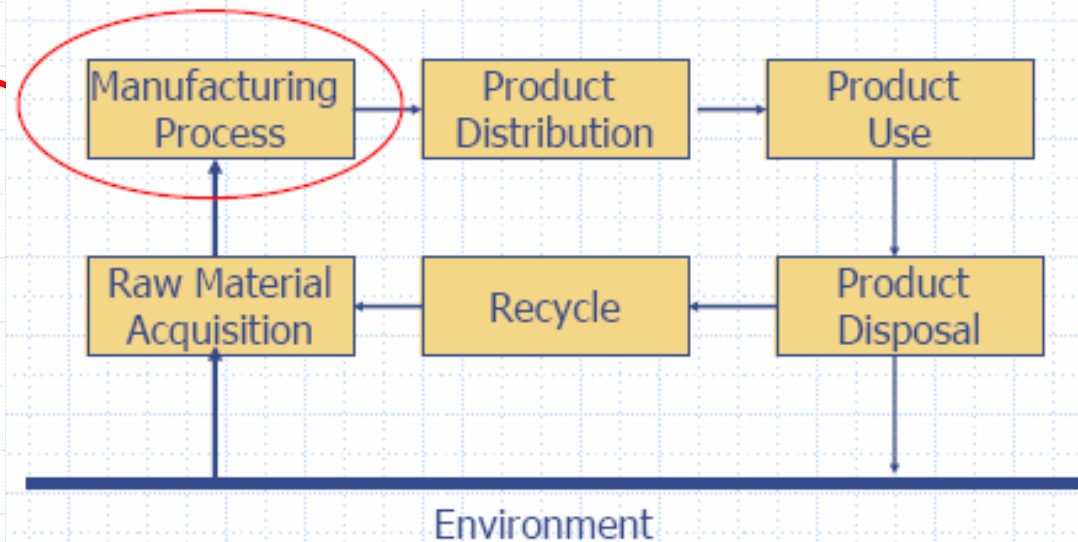 Manufacturing
Process
Product
Distribution
Product
Use
Raw Material
Acquisition
Recycle
Product
Disposal
Environment